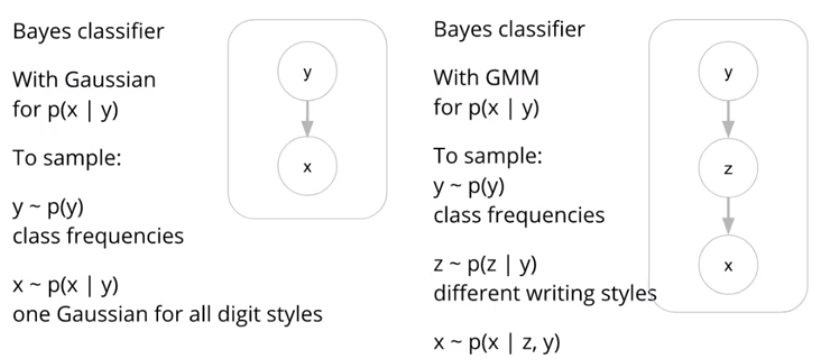 Bayes classifier
With Gaussian
for p(x | y)
To sample:
y ~ p(y)
class frequencies
x ~ p(x | y)
one Gaussian for all digit styles
y
x
Bayes classifier
With GMM
for p(x | y)
To sample:
y ~ p(y)
class frequencies
z ~ p(z | y)
different writing styles
x ~ p(x | z, y)
y
z
x